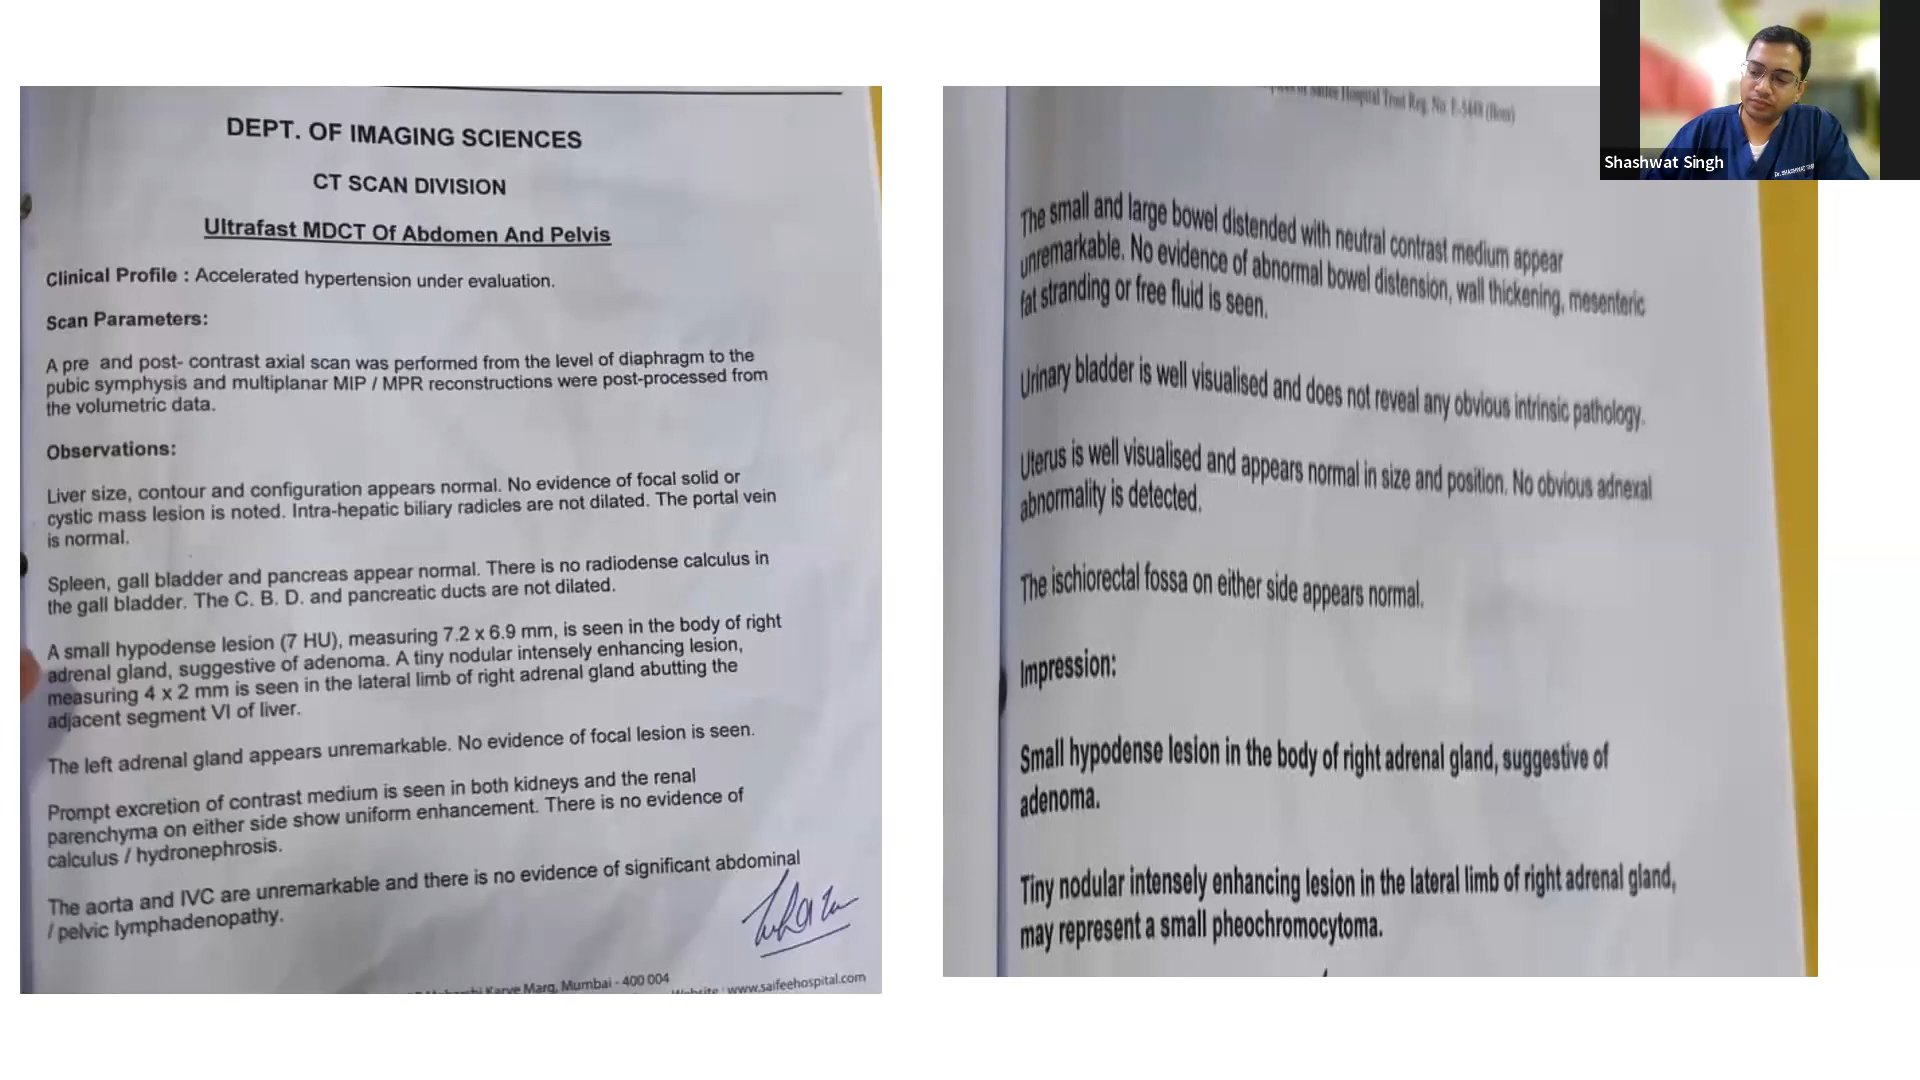 DEPT. OF IMAGING SCIENCES
CT SCAN DIVISION
Ultrafast MDCT Of Abdomen And Pelvis
Clinical Profile : Accelerated hypertension under evaluation.
Scan Parameters:
A pre and post- contrast axial scan was performed from the level of diaphragm to the
pubic symphysis and multiplanar MIP / MPR reconstructions were post-processed from
the volumetric data.
Observations:
Liver size, contour and configuration appears normal. No evidence of focal solid or
cystic mass lesion is noted. Intra-hepatic biliary radicles are not dilated. The portal vein
is normal.
Spleen, gall bladder and pancreas appear normal. There is no radiodense calculus in
the gall bladder. The C. B. D. and pancreatic ducts are not dilated.
A small hypodense lesion (7 HU), measuring 7.2 x 6.9 mm, is seen in the body of right
adrenal gland, suggestive of adenoma. A tiny nodular intensely enhancing lesion,
measuring 4 x 2 mm is seen in the lateral limb of right adrenal gland abutting the
adjacent segment VI of liver.
The left adrenal gland appears unremarkable. No evidence of focal lesion is seen.
Prompt excretion of contrast medium is seen in both kidneys and the renal
parenchyma on either side show uniform enhancement. There is no evidence of
calculus / hydronephrosis.
The aorta and IVC are unremarkable and there is no evidence of significant abdominal
/ pelvic lymphadenopathy.
Karve Marg, Mumbai - 400 004
Website : www.saifeehospital.com
Saifee Hospital Trust Reg. No.
The small and large bowel distended with neutral contrast medium appear
unremarkable. No evidence of abnormal bowel distension, wall thickening, mesenteric
fat stranding or free fluid is seen.
Urinary bladder is well visualised and does not reveal any obvious intrinsic pathology.
Uterus is well visualised and appears normal in size and position. No obvious adnexal
abnormality is detected.
The ischiorectal fossa on either side appears normal.
Impression:
Small hypodense lesion in the body of right adrenal gland, suggestive of
adenoma.
Tiny nodular intensely enhancing lesion in the lateral limb of right adrenal gland,
may represent a small pheochromocytoma.
Shashwat Singh